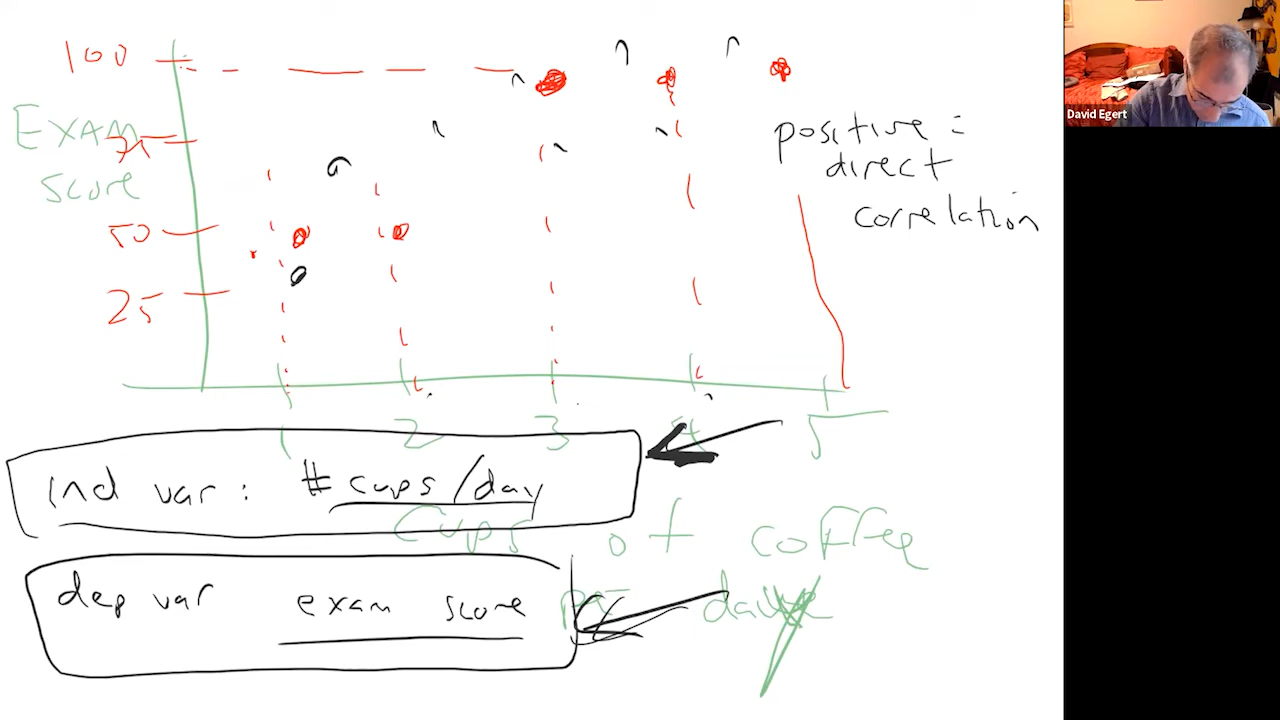 100
EXAM
score
75
50
25
positive =
direct
correlation
1 2 3 4 5
ind var: # cups/day
cups of coffee
dep var exam score
per day
David Egert